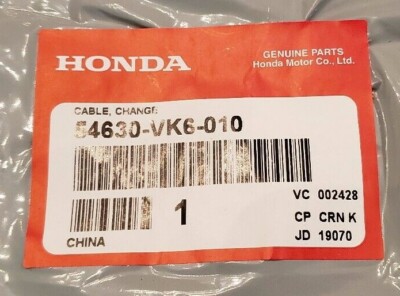 HONDA
GENUINE PARTS
Honda Motor Co., Ltd.
CABLE, CHANGE
54630-VK6-010
1
VC 002428
CP CRN K
JD 19070
CHINA